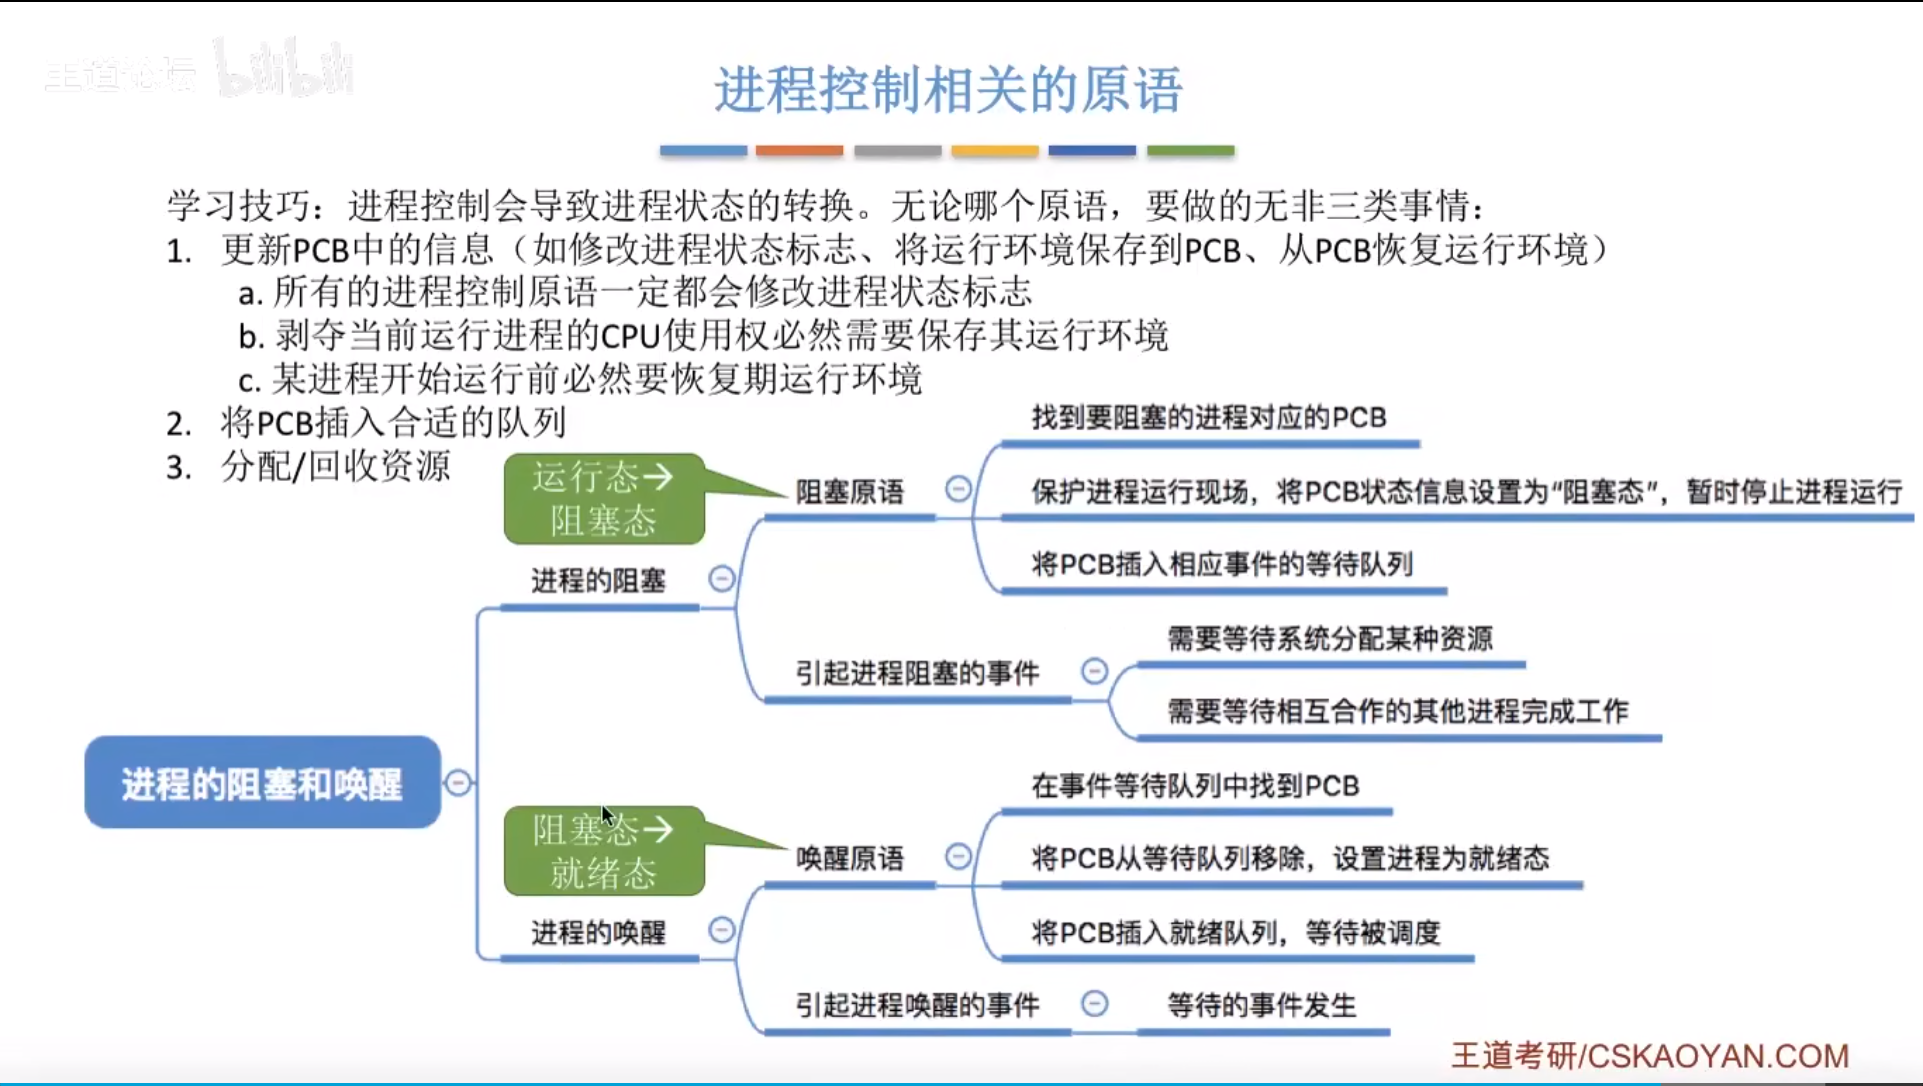 王道论坛 bilibili
进程控制相关的原语
学习技巧：进程控制会导致进程状态的转换。无论哪个原语，要做的无非三类事情：
1. 更新PCB中的信息（如修改进程状态标志、将运行环境保存到PCB、从PCB恢复运行环境）
a. 所有的进程控制原语一定都会修改进程状态标志
b. 剥夺当前运行进程的CPU使用权必然需要保存其运行环境
c. 某进程开始运行前必然要恢复期运行环境
2. 将PCB插入合适的队列
3. 分配/回收资源
进程的阻塞和唤醒
进程的阻塞
运行态→
阻塞态
阻塞原语
找到要阻塞的进程对应的PCB
保护进程运行现场，将PCB状态信息设置为“阻塞态”，暂时停止进程运行
将PCB插入相应事件的等待队列
引起进程阻塞的事件
需要等待系统分配某种资源
需要等待相互合作的其他进程完成工作
进程的唤醒
阻塞态→
就绪态
唤醒原语
在事件等待队列中找到PCB
将PCB从等待队列移除，设置进程为就绪态
将PCB插入就绪队列，等待被调度
引起进程唤醒的事件
等待的事件发生
王道考研/CSKAOYAN.COM